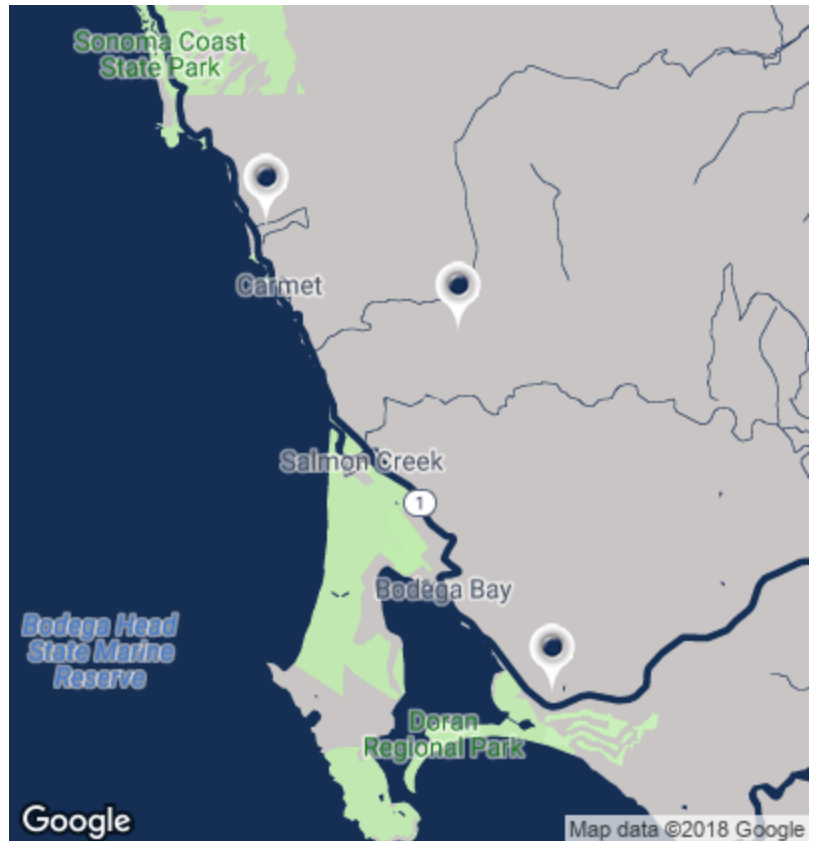 Sonoma Coast
State Park
Carmet
Salmon Creek
1
Bodega Bay
Bodega Head
State Marine
Reserve
Doran
Regional Park
Google
Map data ©2018 Google